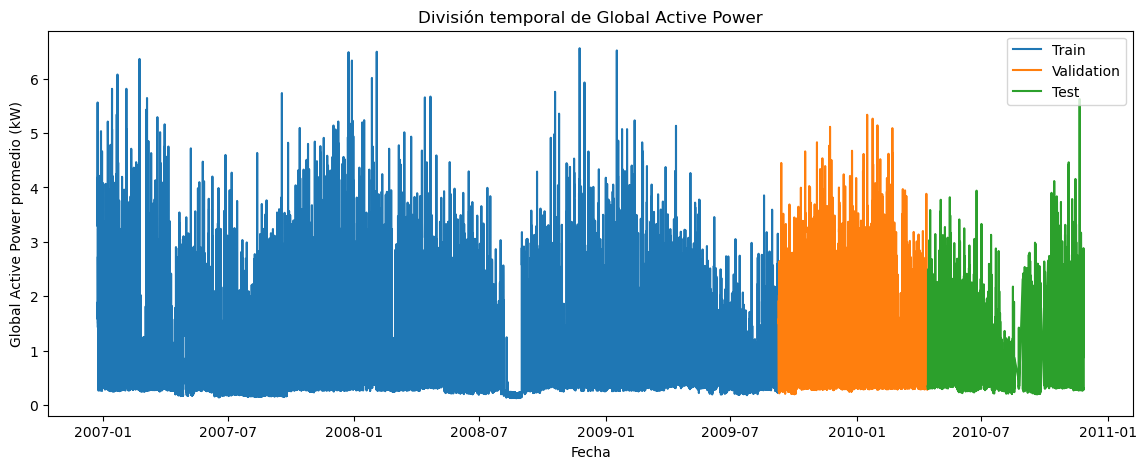 División temporal de Global Active Power
Train
Validation
Test
Global Active Power promedio (kW)
6
5
4
3
2
1
0
2007-01
2007-07
2008-01
2008-07
2009-01
2009-07
2010-01
2010-07
2011-01
Fecha